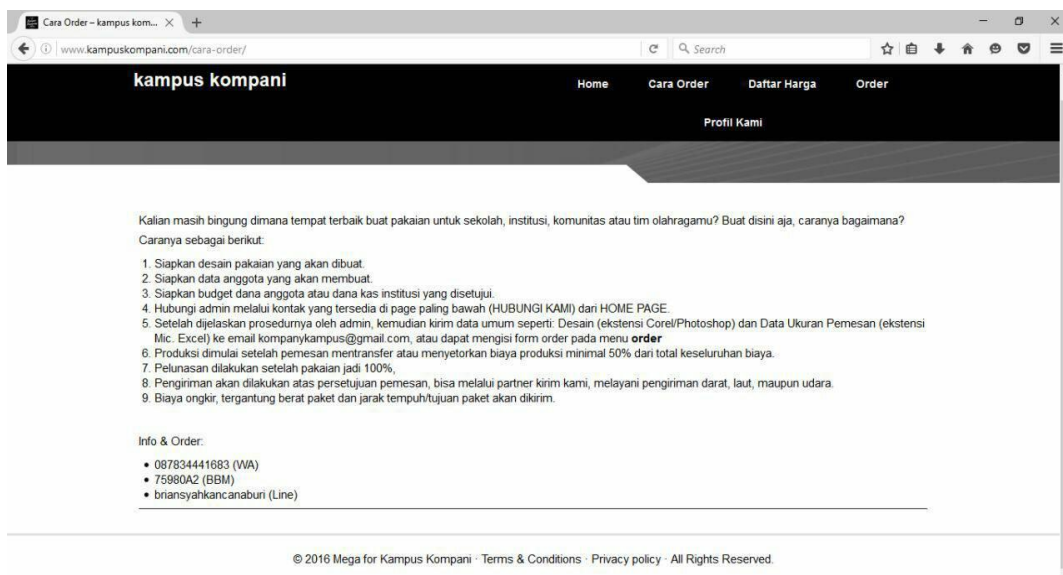 Cara Order – kampus kom...
www.kampuskompani.com/cara-order/
Search
kampus kompani
Home Cara Order Daftar Harga Order
Profil Kami
Kalian masih bingung dimana tempat terbaik buat pakaian untuk sekolah, institusi, komunitas atau tim olahragamu? Buat disini aja, caranya bagaimana?
Caranya sebagai berikut:
1. Siapkan desain pakaian yang akan dibuat.
2. Siapkan data anggota yang akan membuat.
3. Siapkan budget dana anggota atau dana kas institusi yang disetujui.
4. Hubungi admin melalui kontak yang tersedia di page paling bawah (HUBUNGI KAMI) dari HOME PAGE.
5. Setelah dijelaskan prosedurnya oleh admin, kemudian kirim data umum seperti: Desain (ekstensi Corel/Photoshop) dan Data Ukuran Pemesan (ekstensi
Mic. Excel) ke email kompanykampus@gmail.com, atau dapat mengisi form order pada menu order
6. Produksi dimulai setelah pemesan mentransfer atau menyetorkan biaya produksi minimal 50% dari total keseluruhan biaya.
7. Pelunasan dilakukan setelah pakaian jadi 100%,
8. Pengiriman akan dilakukan atas persetujuan pemesan, bisa melalui partner kirim kami, melayani pengiriman darat, laut, maupun udara.
9. Biaya ongkir, tergantung berat paket dan jarak tempuh/tujuan paket akan dikirim.
Info & Order:
• 087834441683 (WA)
• 75980A2 (BBM)
• briansyahkancanaburi (Line)
© 2016 Mega for Kampus Kompani · Terms & Conditions · Privacy policy · All Rights Reserved.